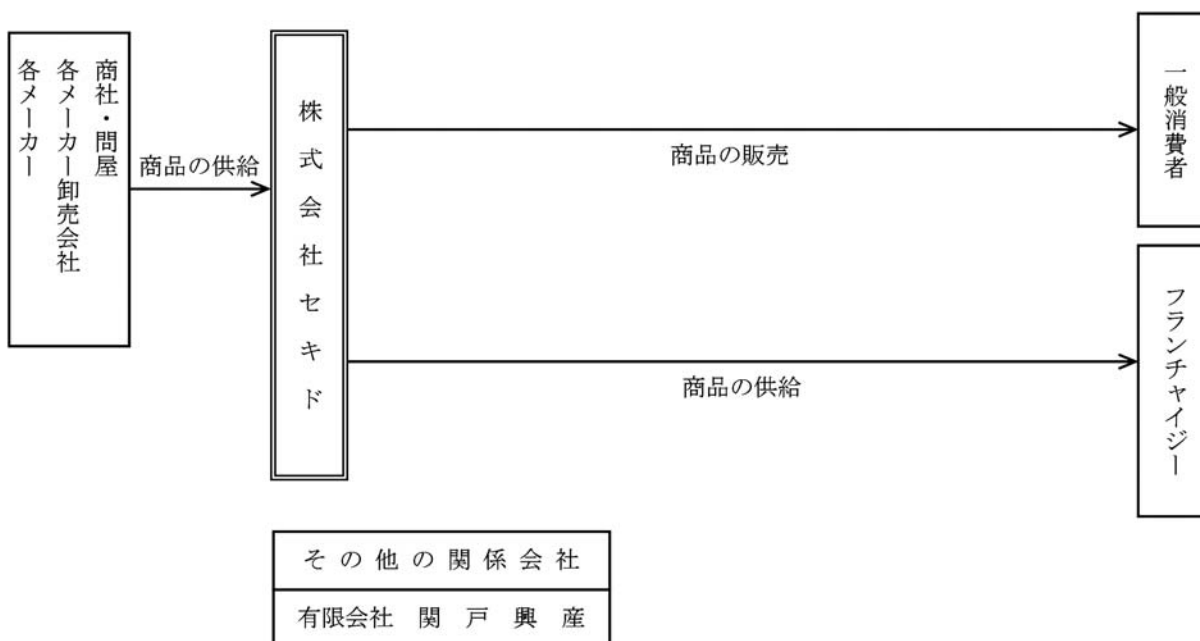 商社・問屋
各メーカー卸売会社
各メーカー
商品の供給
株式会社セキド
商品の販売
一般消費者
商品の供給
フランチャイジー
その他の関係会社
有限会社 関戸興産